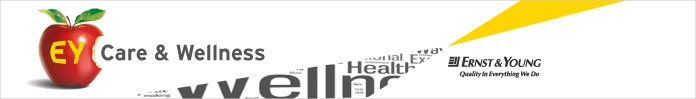 EY Care & Wellness
Wellne
Health
ERNST & YOUNG
Quality In Everything We Do